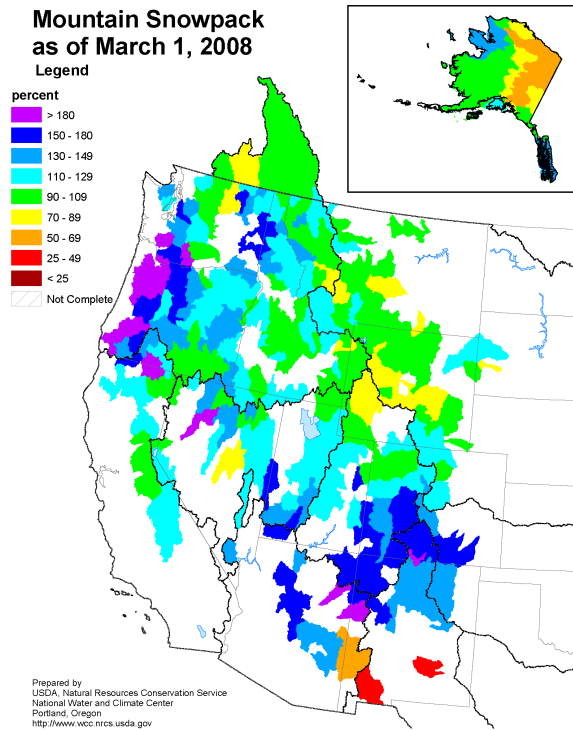 Mountain Snowpack
as of March 1, 2008
Legend
percent
> 180
150 - 180
130 - 149
110 - 129
90 - 109
70 - 89
50 - 69
25 - 49
< 25
Not Complete
Prepared by
USDA, Natural Resources Conservation Service
National Water and Climate Center
Portland, Oregon
http://www.wcc.nrcs.usda.gov